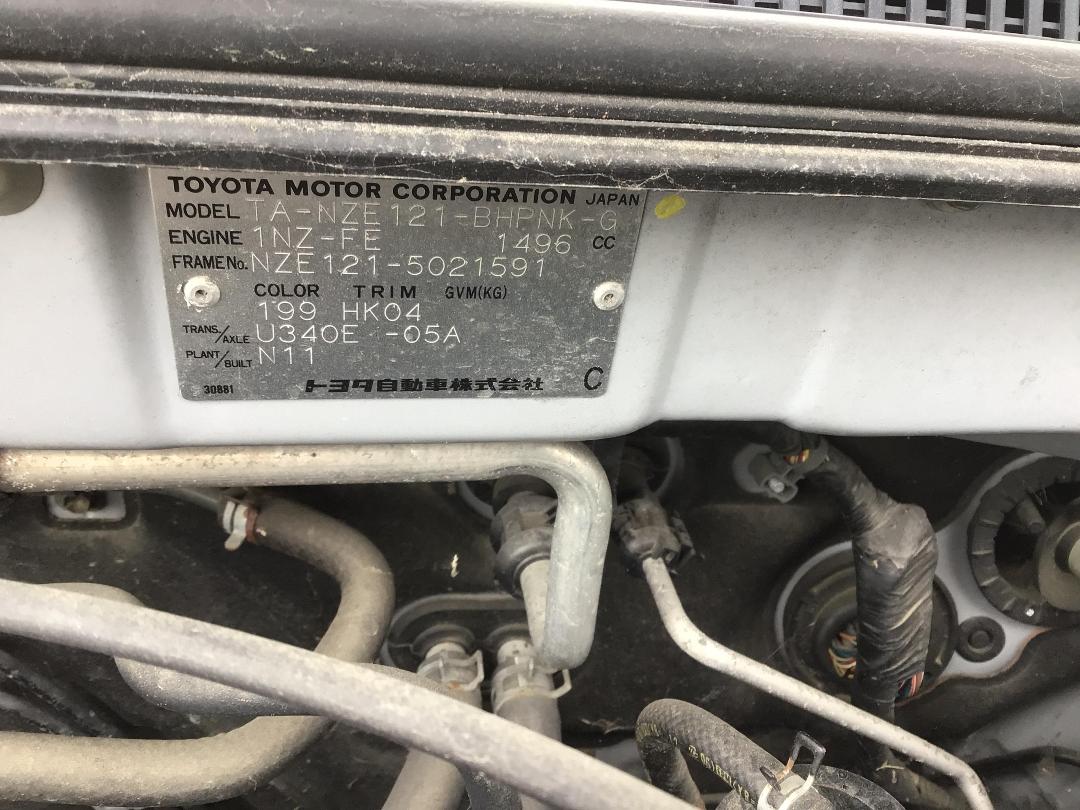 TOYOTA MOTOR CORPORATION JAPAN
MODEL TA-NZE121-BHPNK-G
ENGINE 1NZ-FE 1496 CC
FRAME No. NZE121-5021591
COLOR TRIM GVM(KG)
199 HK04
TRANS./AXLE U340E -05A
PLANT/BUILT N11
30881 トヨタ自動車株式会社 C